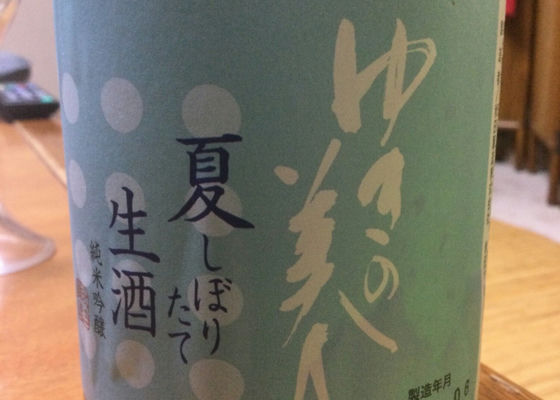 ゆきの美人
夏しぼりたて
生酒
純米吟醸
製造年月
06